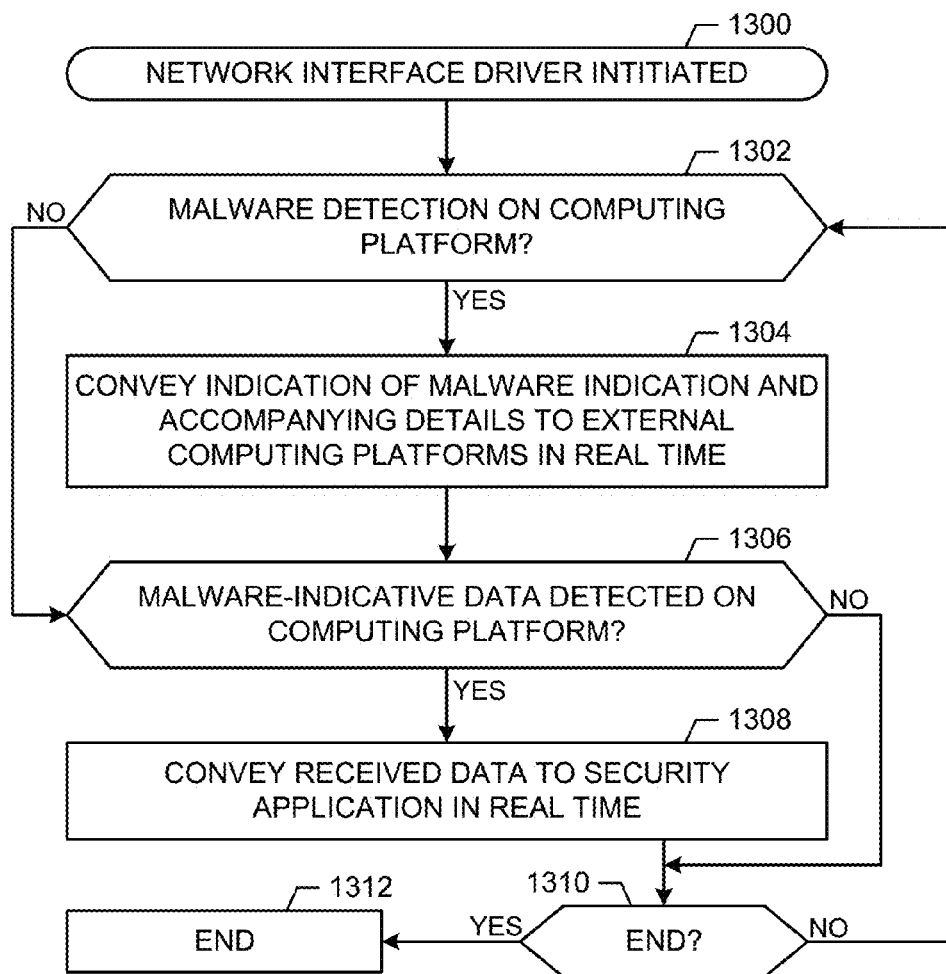 1300
NETWORK INTERFACE DRIVER INTITIATED
1302
MALWARE DETECTION ON COMPUTING
PLATFORM?
NO
YES
1304
CONVEY INDICATION OF MALWARE INDICATION AND
ACCOMPANYING DETAILS TO EXTERNAL
COMPUTING PLATFORMS IN REAL TIME
1306
MALWARE-INDICATIVE DATA DETECTED ON
COMPUTING PLATFORM?
NO
YES
1308
CONVEY RECEIVED DATA TO SECURITY
APPLICATION IN REAL TIME
1310
END?
YES
NO
1312
END